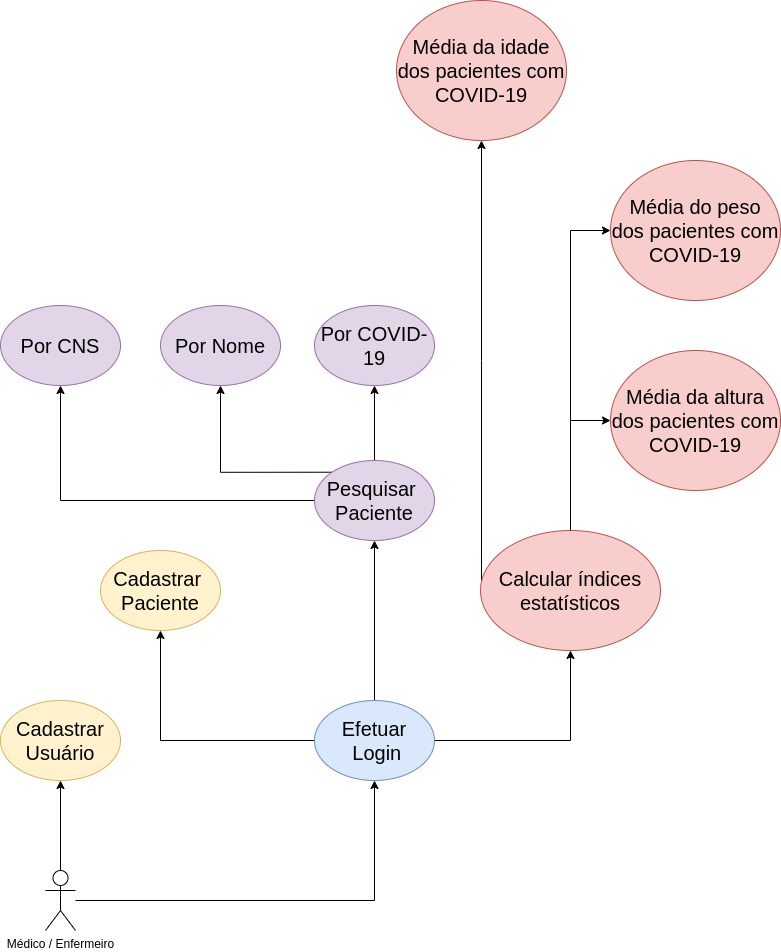 Média da idade
dos pacientes com
COVID-19
Média do peso
dos pacientes com
COVID-19
Por CNS
Por Nome
Por COVID-
19
Média da altura
dos pacientes com
COVID-19
Pesquisar
Paciente
Cadastrar
Paciente
Calcular índices
estatísticos
Cadastrar
Usuário
Efetuar
Login
Médico / Enfermeiro